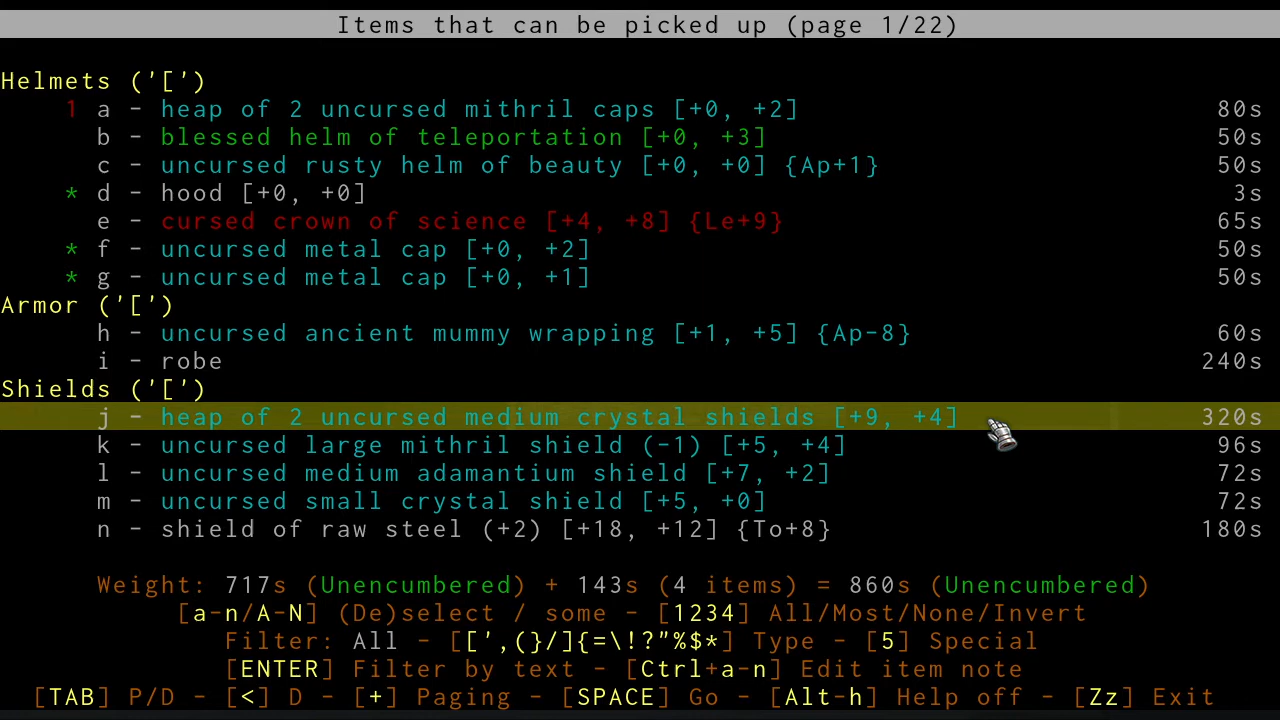 Items that can be picked up (page 1/22)
Helmets ('[')
1 a - heap of 2 uncursed mithril caps [+0, +2] 80s
b - blessed helm of teleportation [+0, +3] 50s
c - uncursed rusty helm of beauty [+0, +0] {Ap+1} 50s
* d - hood [+0, +0] 3s
e - cursed crown of science [+4, +8] {Le+9} 65s
* f - uncursed metal cap [+0, +2] 50s
* g - uncursed metal cap [+0, +1] 50s
Armor ('[')
h - uncursed ancient mummy wrapping [+1, +5] {Ap-8} 60s
i - robe 240s
Shields ('[')
j - heap of 2 uncursed medium crystal shields [+9, +4] 320s
k - uncursed large mithril shield (-1) [+5, +4] 96s
l - uncursed medium adamantium shield [+7, +2] 72s
m - uncursed small crystal shield [+5, +0] 72s
n - shield of raw steel (+2) [+18, +12] {To+8} 180s
Weight: 717s (Unencumbered) + 143s (4 items) = 860s (Unencumbered)
[a-n/A-N] (De)select / some - [1234] All/Most/None/Invert
Filter: All - [[',(}/]{=\!?"%$*] Type - [5] Special
[ENTER] Filter by text - [Ctrl+a-n] Edit item note
[TAB] P/D - [<] D - [+] Paging - [SPACE] Go - [Alt-h] Help off - [Zz] Exit